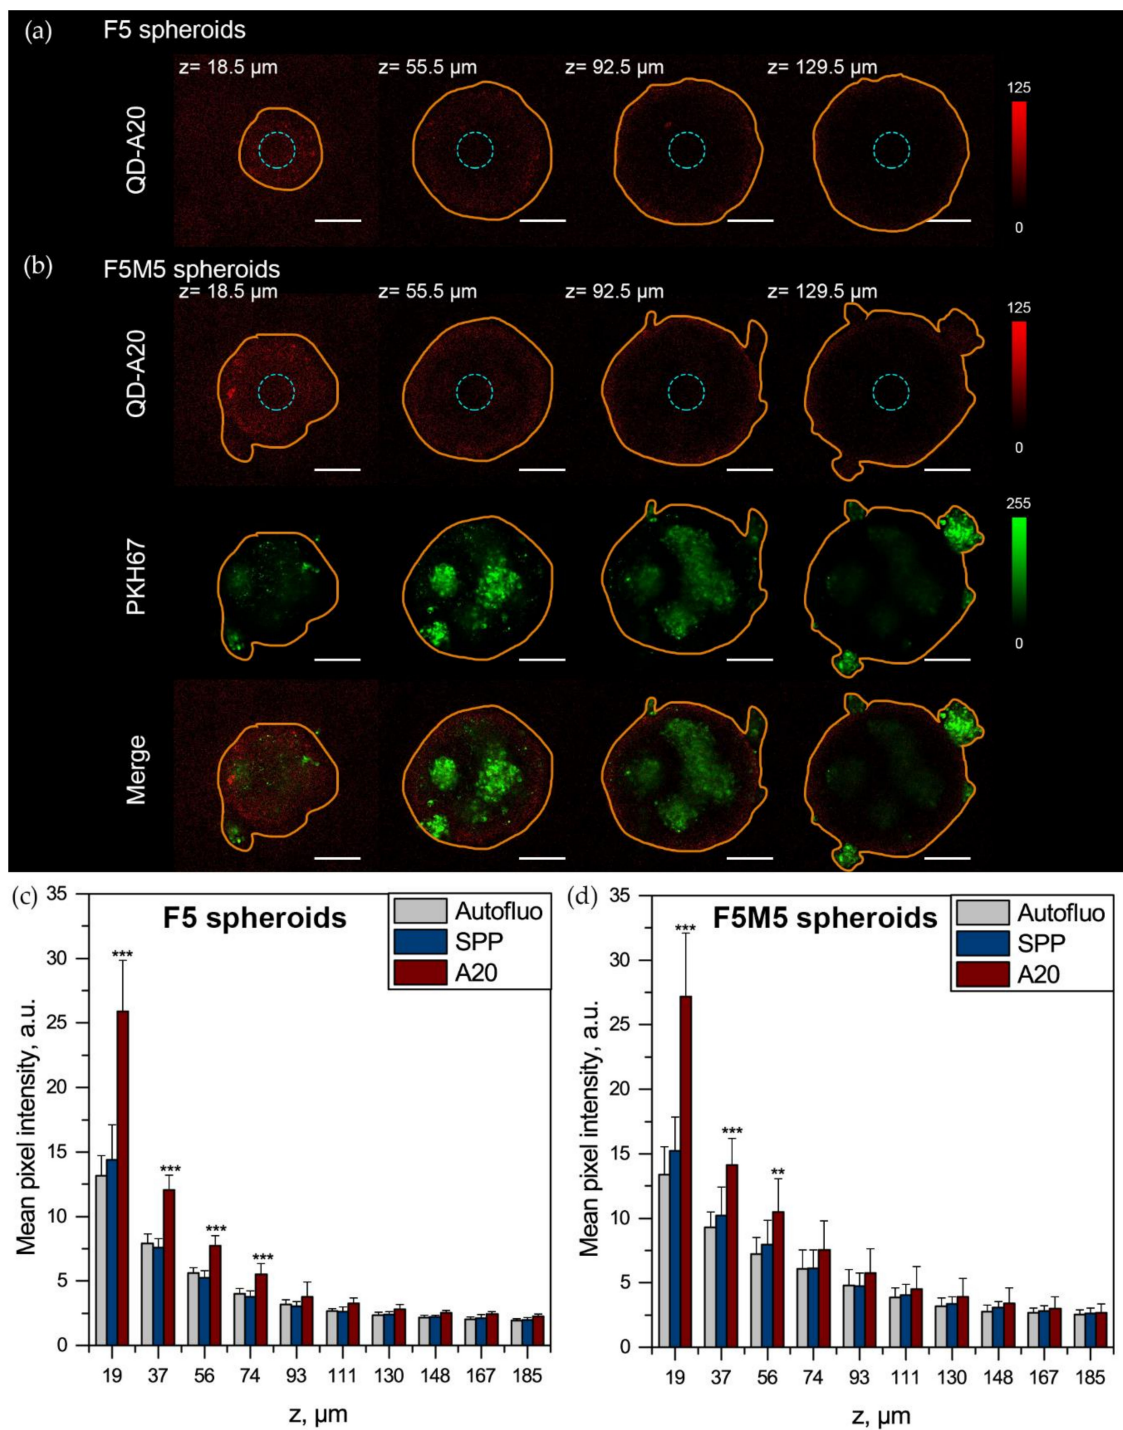 (a) F5 spheroids
z= 18.5 µm z= 55.5 µm z= 92.5 µm z= 129.5 µm
QD-A20
125
0
(b) F5M5 spheroids
z= 18.5 µm z= 55.5 µm z= 92.5 µm z= 129.5 µm
QD-A20
125
0
PKH67
255
0
Merge
(c)
F5 spheroids
Autofluo
SPP
A20
Mean pixel intensity, a.u.
35
30
25
20
15
10
5
0
***
***
***
***
19 37 56 74 93 111 130 148 167 185
z, µm
(d)
F5M5 spheroids
Autofluo
SPP
A20
Mean pixel intensity, a.u.
35
30
25
20
15
10
5
0
***
***
**
19 37 56 74 93 111 130 148 167 185
z, µm